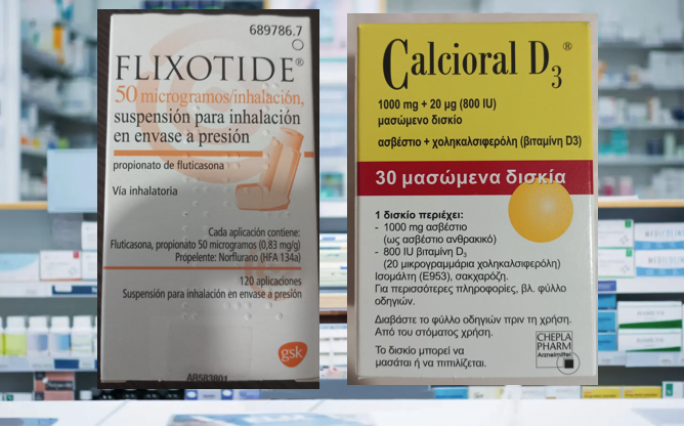 689786.7
FLIXOTIDE®
50 microgramos/inhalación,
suspensión para inhalación
en envase a presión
propionato de fluticasona
Vía inhalatoria
Cada aplicación contiene:
Fluticasona, propionato 50 microgramos (0,83 mg/g)
Propelente: Norflurano (HFA 134a)
120 aplicaciones
Suspensión para inhalación en envase a presión
gsk
Calcioral D3®
1000 mg + 20 μg (800 IU)
μασώμενο δισκίο
ασβέστιο + χοληκαλσιφερόλη (βιταμίνη D3)
30 μασώμενα δισκία
1 δισκίο περιέχει:
- 1000 mg ασβέστιο
(ως ασβέστιο ανθρακικό)
- 800 IU βιταμίνη D3
(20 μικρογραμμάρια χοληκαλσιφερόλη)
Ισομάλτη (E953), σακχαρόζη.
Για περισσότερες πληροφορίες, βλ. φύλλο
οδηγιών.
Διαβάστε το φύλλο οδηγιών πριν τη χρήση.
Από του στόματος χρήση.
Το δισκίο μπορεί να
μασάται ή να πιπιλίζεται.
CHEPLA
PHARM
Arzneimittel